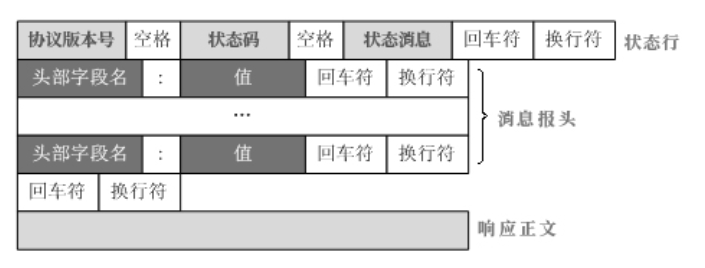 协议版本号 空格 状态码 空格 状态消息 回车符 换行符 状态行
头部字段名 : 值 回车符 换行符
... 消息报头
头部字段名 : 值 回车符 换行符
回车符 换行符
响应正文